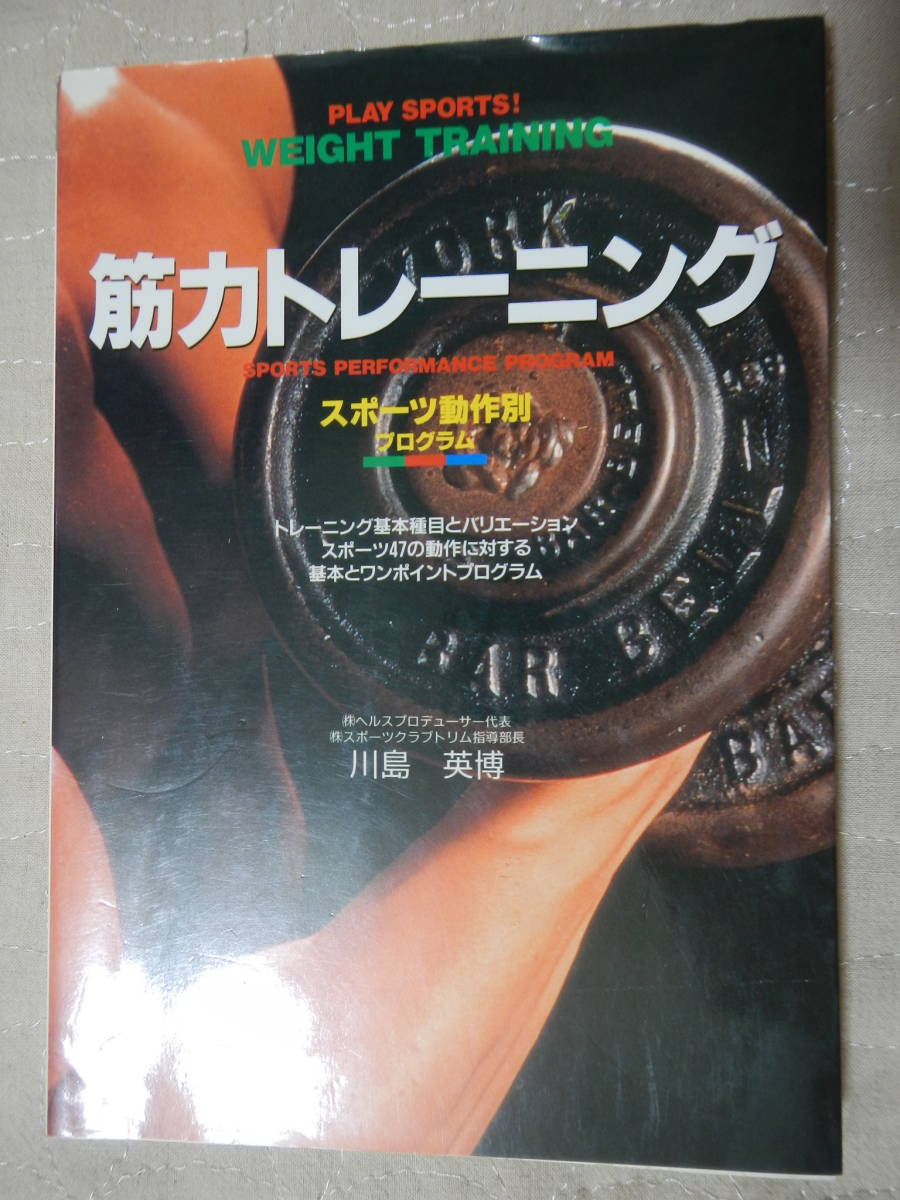 PLAY SPORTS!
WEIGHT TRAINING
筋力トレーニング
SPORTS PERFORMANCE PROGRAM
スポーツ動作別
プログラム
トレーニング基本種目とバリエーション
スポーツ47の動作に対する
基本とワンポイントプログラム
㈱ヘルスプロデューサー代表
㈱スポーツクラブトリム指導部長
川島 英博
YORK
BAR BELL
BAR